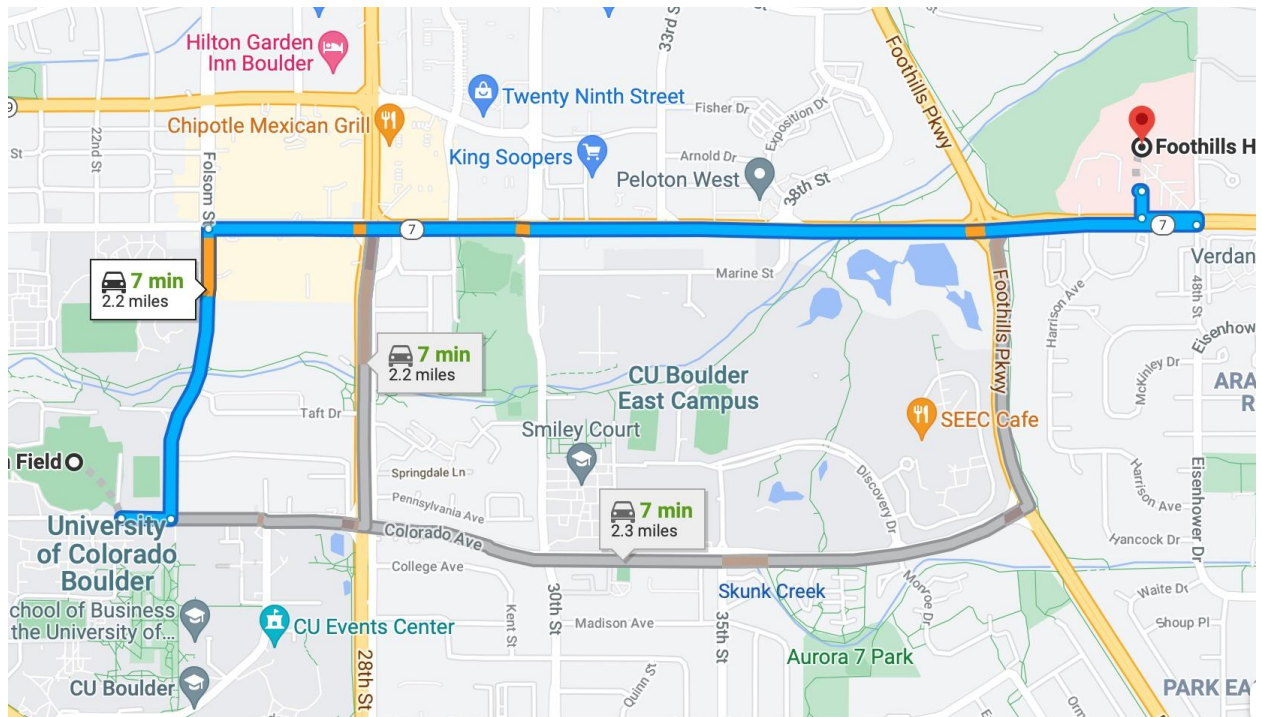 33rd S
Hilton Garden
Inn Boulder
Foothills Pkwy
Twenty Ninth Street
Fisher Dr
Exposition Dr
9
22nd St
Chipotle Mexican Grill
St
Folsom St
King Soopers
Arnold Dr
Peloton West
38th St
Foothills H
7
7
Verdan
7 min
2.2 miles
Marine St
Foothills Pkwy
Harrison Ave
48th St
Eisenhow
7 min
2.2 miles
McKinley Dr
ARA
R
CU Boulder
East Campus
Taft Dr
Smiley Court
SEEC Cafe
n Field
Springdale Ln
Discovery Dr
Harrison Ave
Eisenhower Dr
Pennsylvania Ave
7 min
2.3 miles
University
of Colorado
Boulder
Colorado Ave
Hancock Dr
College Ave
Skunk Creek
Monroe Dr
Waite Dr
chool of Business
the University of...
CU Events Center
Kent St
30th St
Madison Ave
35th St
Shoup Pl
Aurora 7 Park
28th St
CU Boulder
Quinn St
PARK EA
Orm